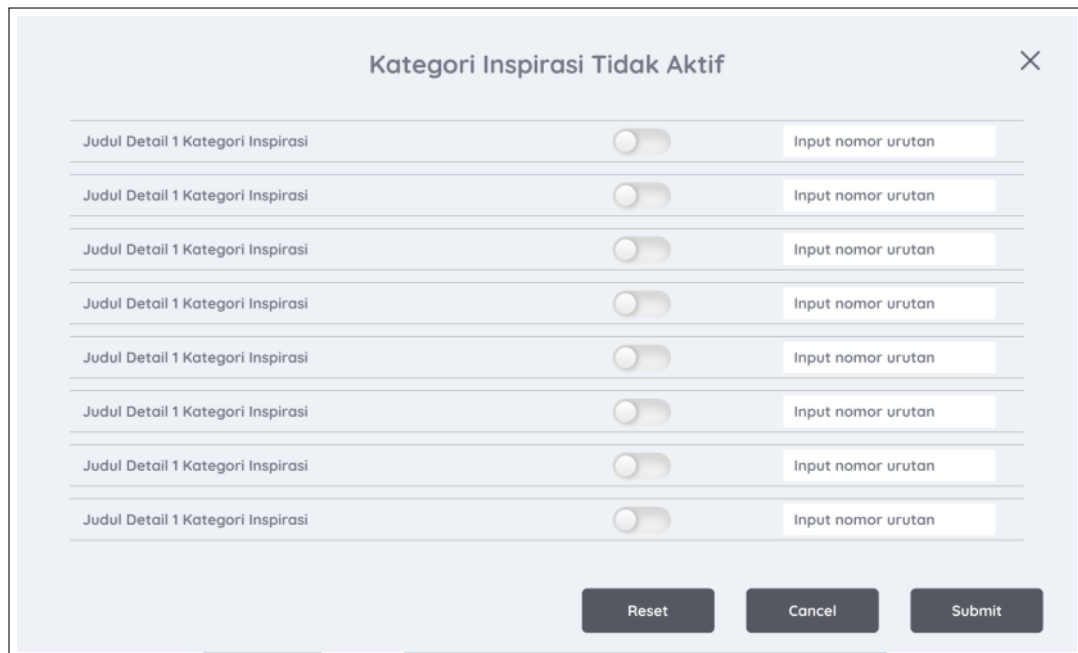 Kategori Inspirasi Tidak Aktif
Judul Detail 1 Kategori Inspirasi Input nomor urutan
Judul Detail 1 Kategori Inspirasi Input nomor urutan
Judul Detail 1 Kategori Inspirasi Input nomor urutan
Judul Detail 1 Kategori Inspirasi Input nomor urutan
Judul Detail 1 Kategori Inspirasi Input nomor urutan
Judul Detail 1 Kategori Inspirasi Input nomor urutan
Judul Detail 1 Kategori Inspirasi Input nomor urutan
Judul Detail 1 Kategori Inspirasi Input nomor urutan
Reset Cancel Submit